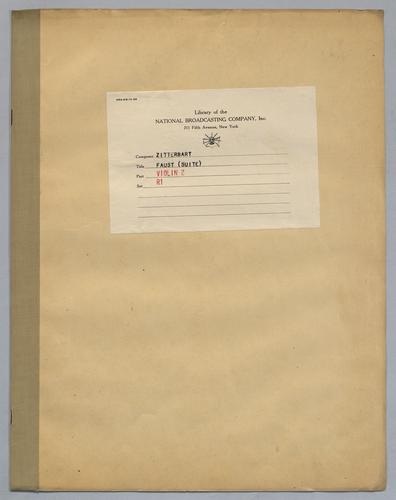 Library of the
NATIONAL BROADCASTING COMPANY, Inc.
711 Fifth Avenue, New York
Composer ZITTERBART
Title FAUST (SUITE)
Part VIOLIN 2
Set R1